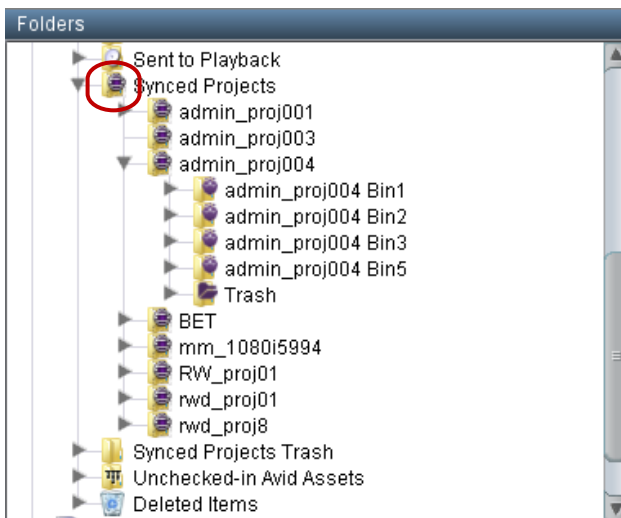 Folders
Sent to Playback
Synced Projects
admin_proj001
admin_proj003
admin_proj004
admin_proj004 Bin1
admin_proj004 Bin2
admin_proj004 Bin3
admin_proj004 Bin5
Trash
BET
mm_1080i5994
RW_proj01
rwd_proj01
rwd_proj8
Synced Projects Trash
Unchecked-in Avid Assets
Deleted Items